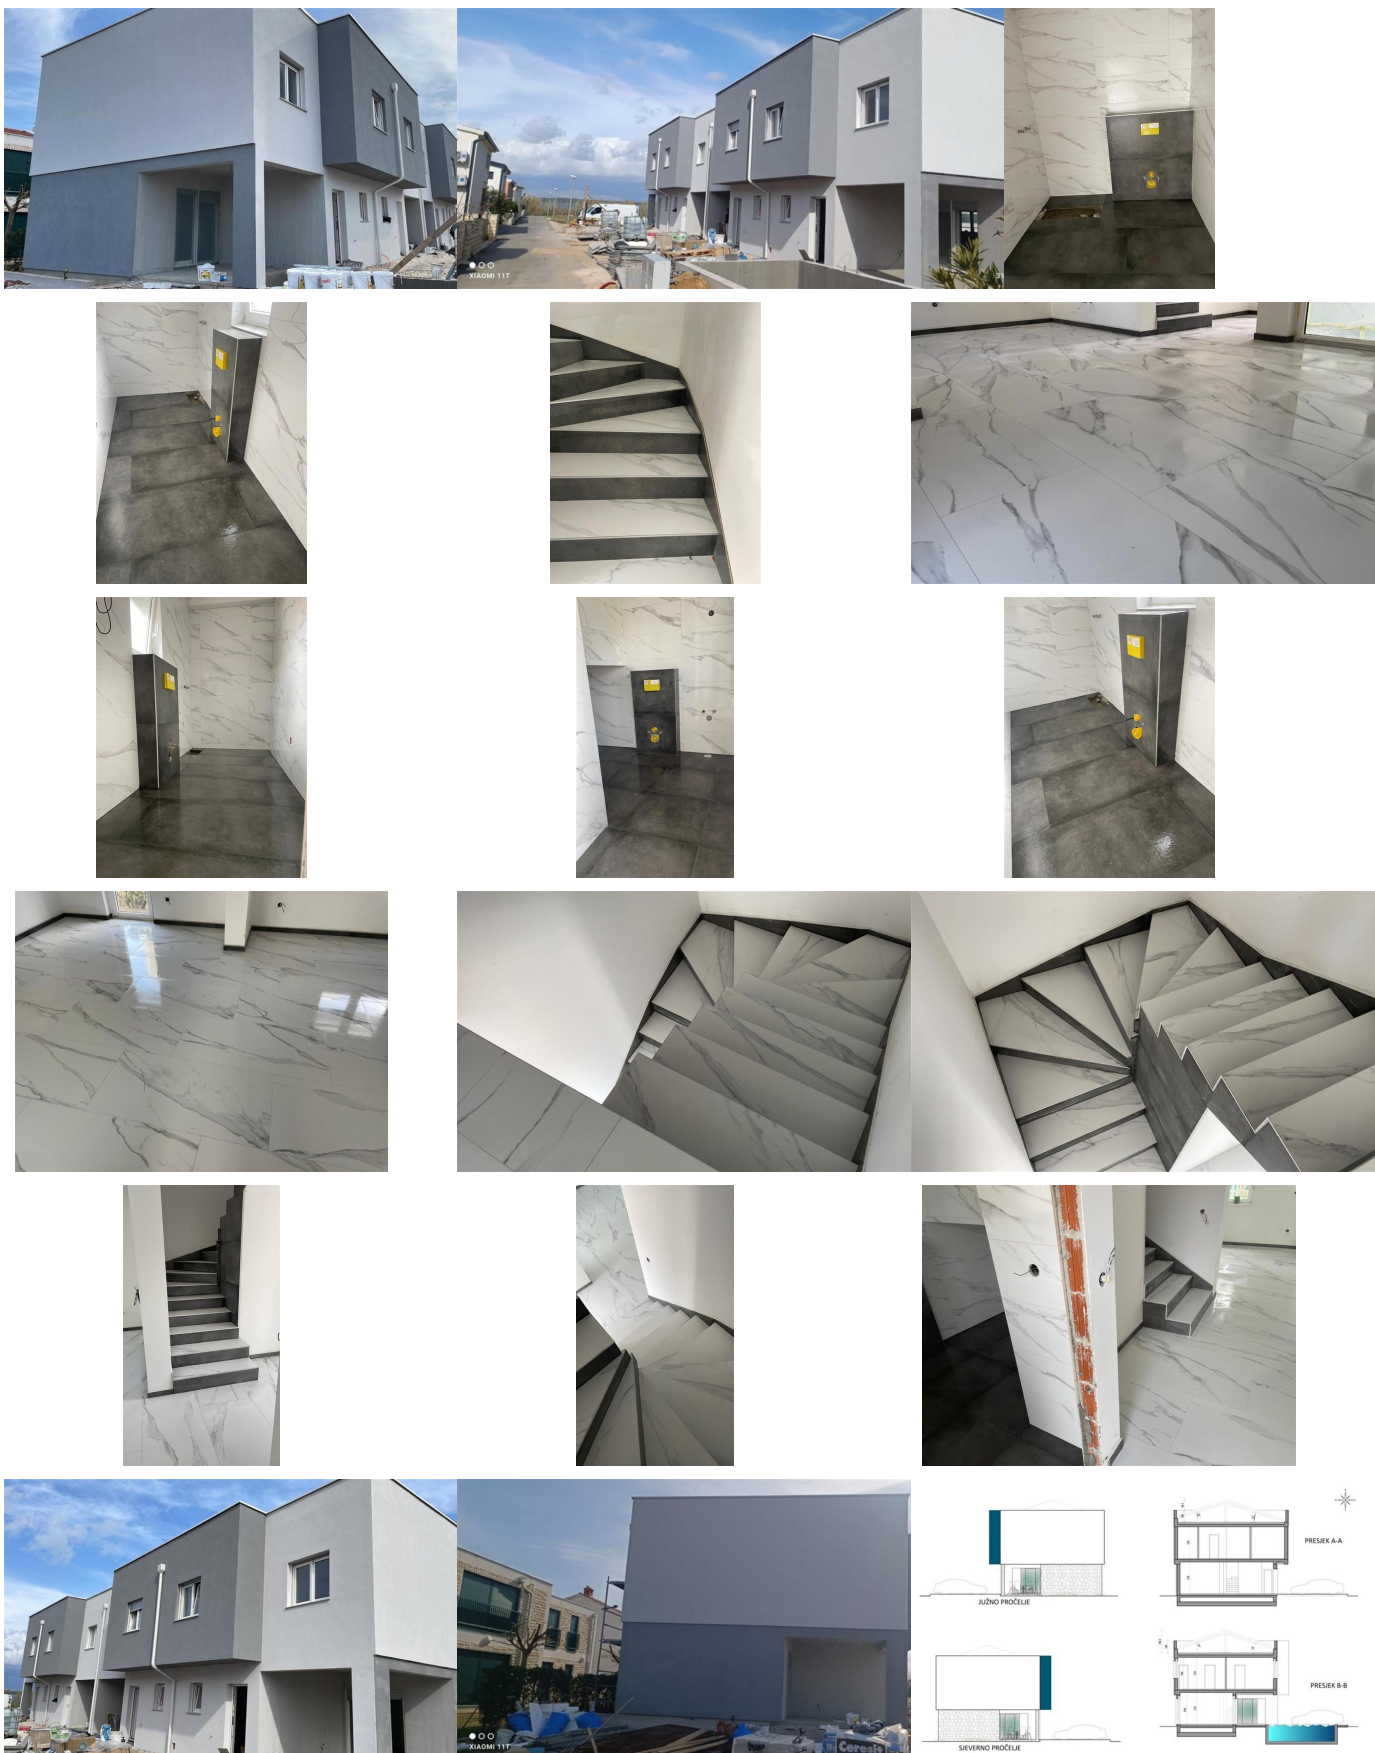 XIAOMI 11T
PRESJEK A-A
JUŽNO PROČELJE
PRESJEK B-B
SJEVERNO PROČELJE
XIAOMI 11T
Ceresit